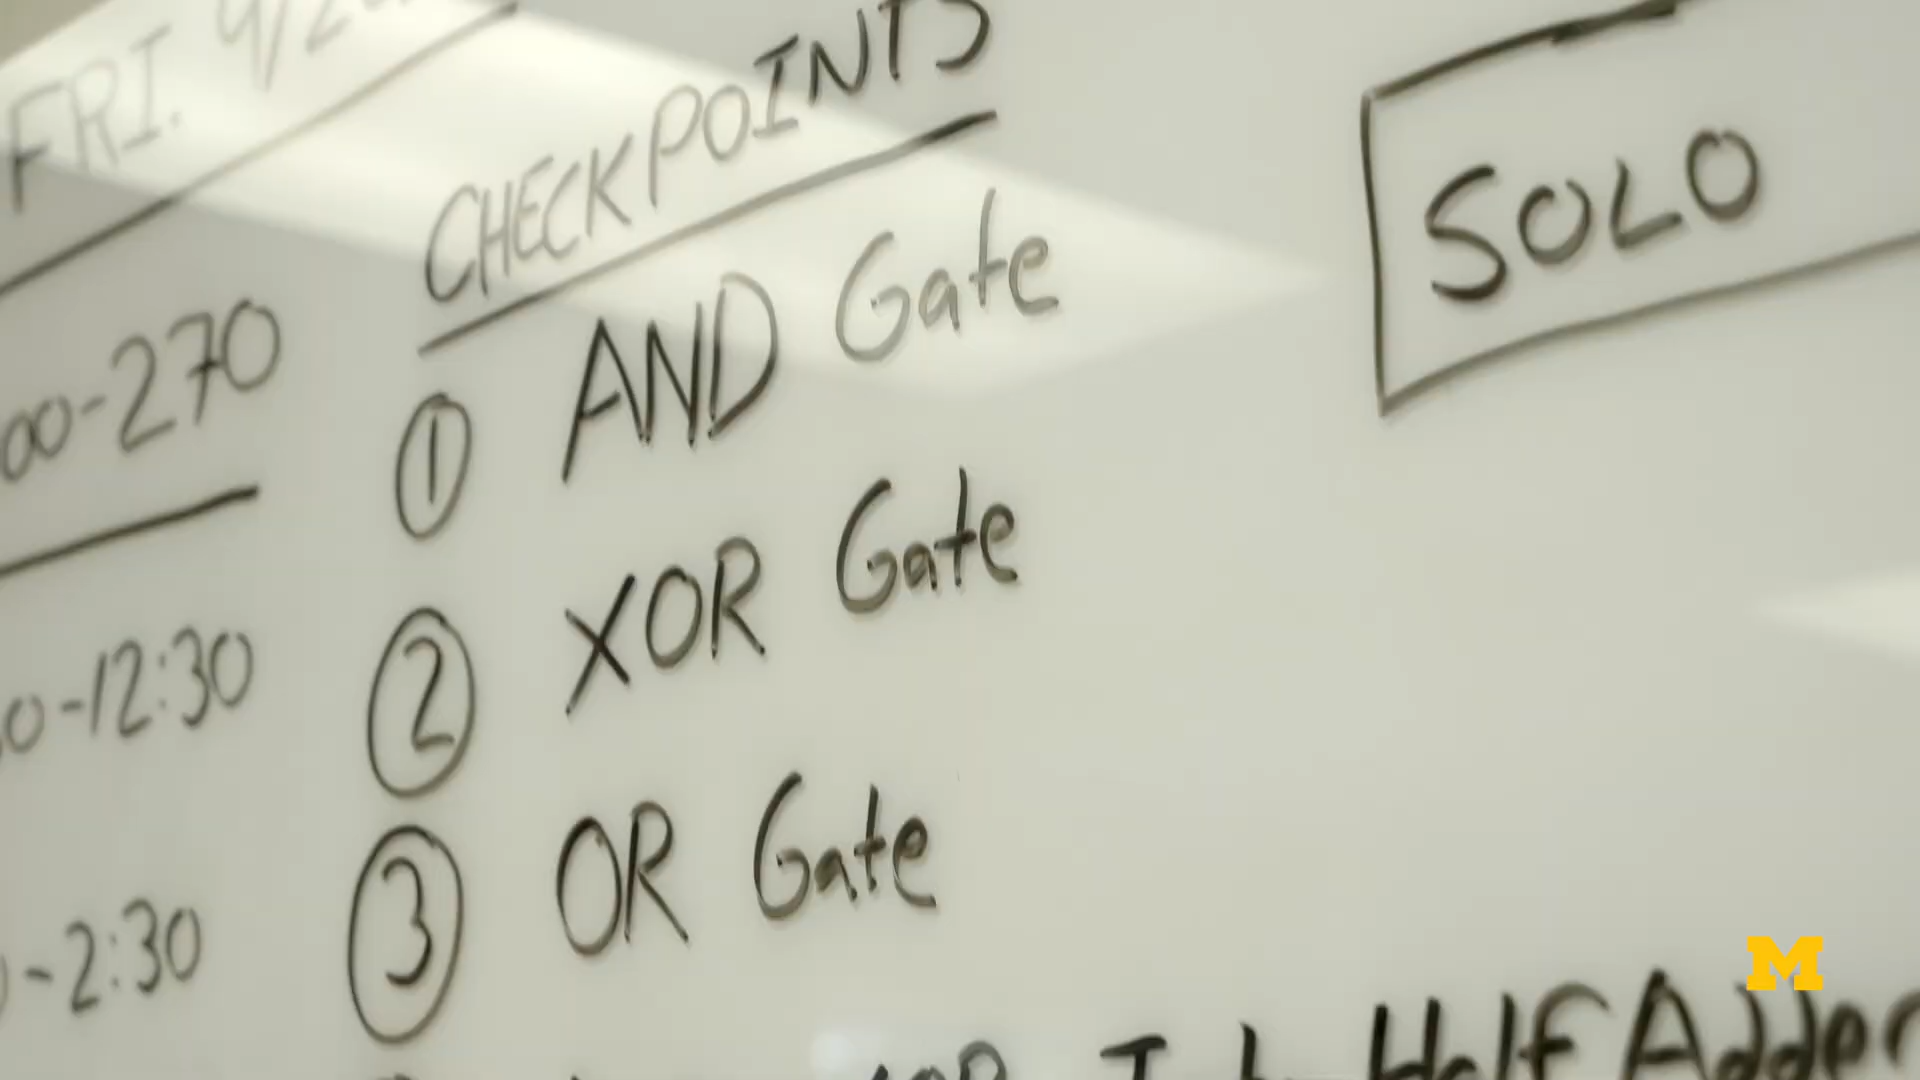 FRI.
00-270
0-12:30
-2:30
CHECKPOINTS
① AND Gate
② XOR Gate
③ OR Gate
Half Adder
SOLO
M